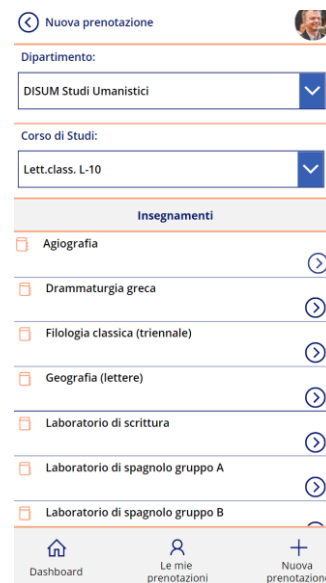 Nuova prenotazione
Dipartimento:
DISUM Studi Umanistici
Corso di Studi:
Lett.class. L-10
Insegnamenti
Agiografia
Drammaturgia greca
Filologia classica (triennale)
Geografia (lettere)
Laboratorio di scrittura
Laboratorio di spagnolo gruppo A
Laboratorio di spagnolo gruppo B
Dashboard
Le mie
prenotazioni
Nuova
prenotazione